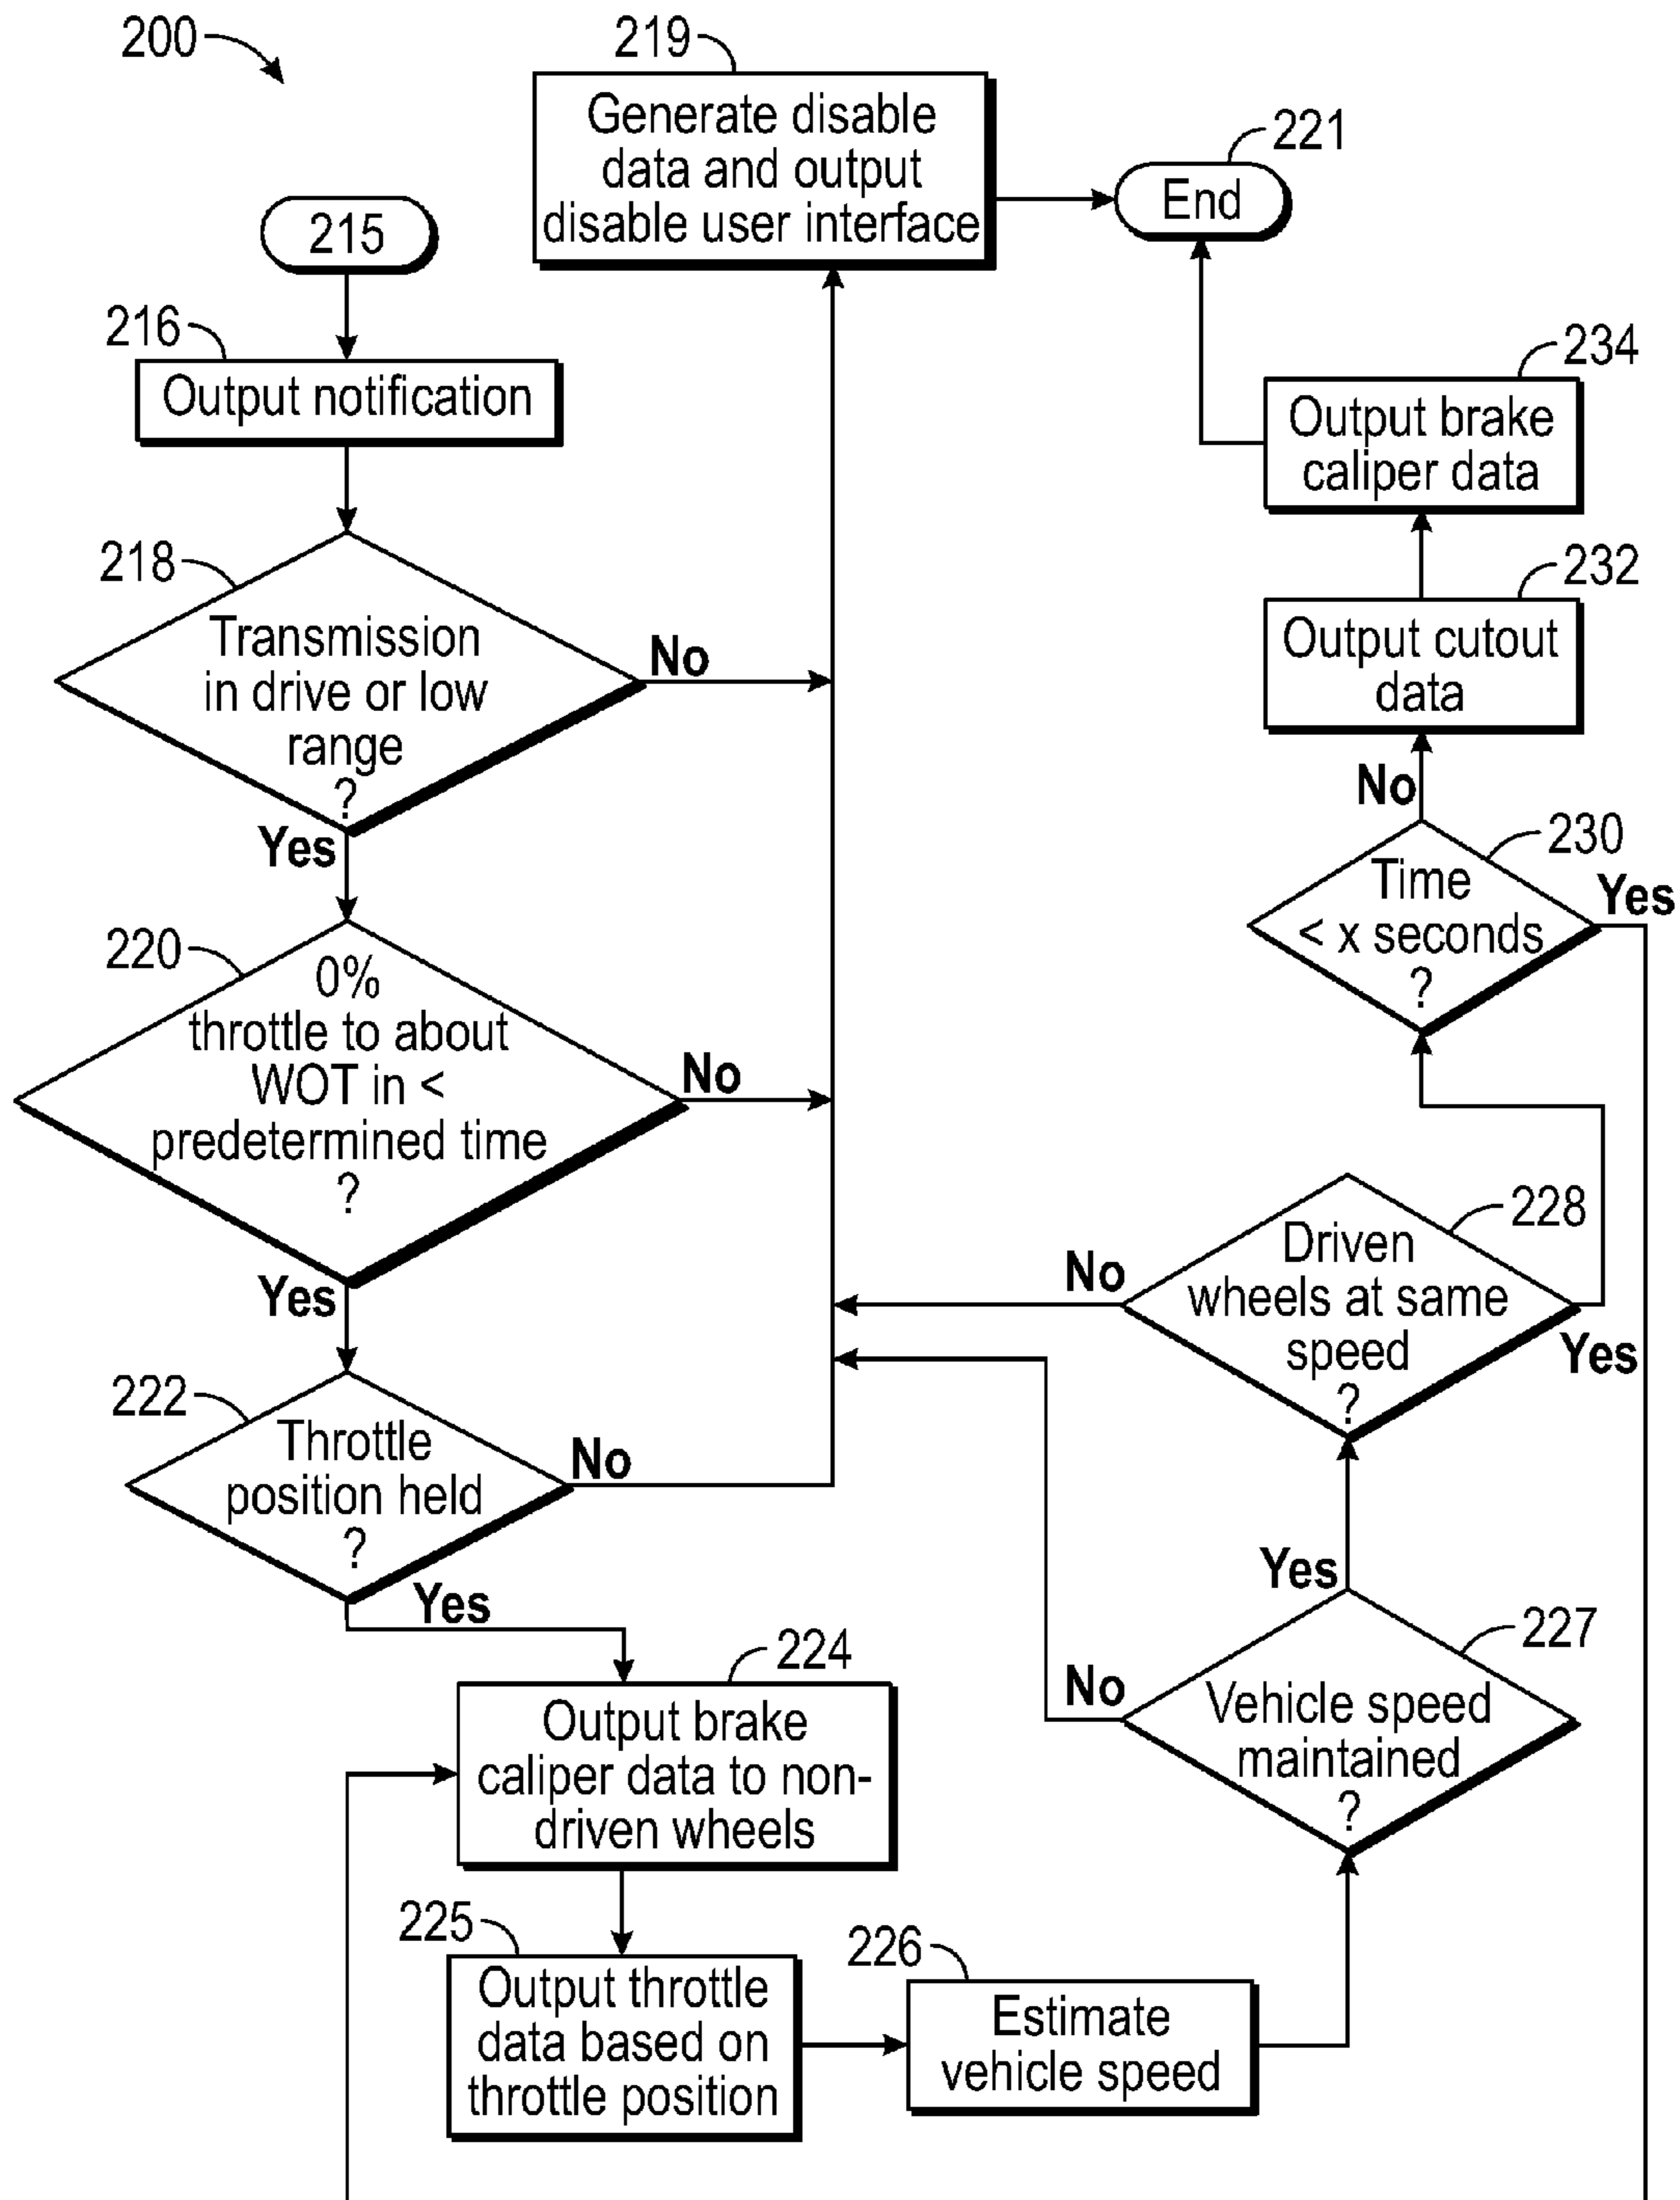 200
219
Generate disable
data and output
disable user interface
221
End
215
216
Output notification
218
Transmission
in drive or low
range
?
No
Yes
220
0%
throttle to about
WOT in <
predetermined time
?
No
Yes
222
Throttle
position held
?
No
Yes
224
Output brake
caliper data to non-
driven wheels
225
Output throttle
data based on
throttle position
226
Estimate
vehicle speed
227
Vehicle speed
maintained
?
No
Yes
228
Driven
wheels at same
speed
?
No
Yes
230
Time
< x seconds
?
Yes
No
232
Output cutout
data
234
Output brake
caliper data